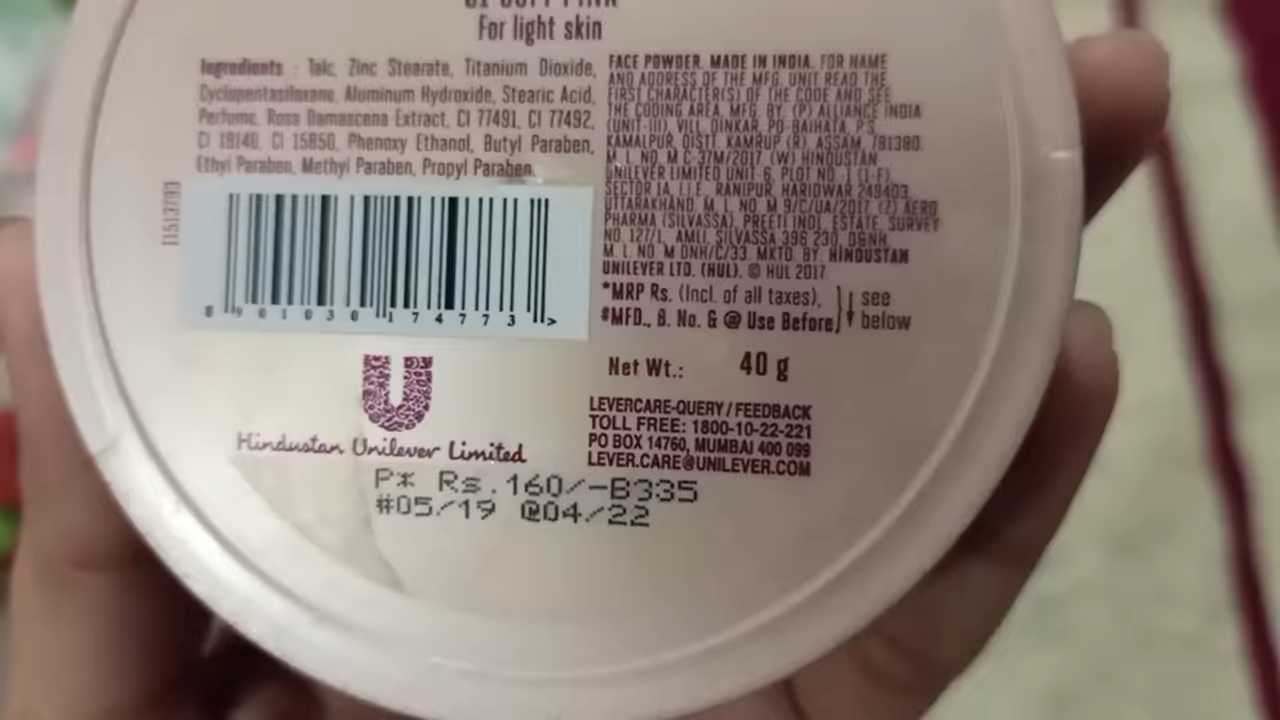 For light skin
Ingredients : Talc, Zinc Stearate, Titanium Dioxide,
Cyclopentasiloxane, Aluminum Hydroxide, Stearic Acid,
Perfume, Rosa Damascena Extract, CI 77491, CI 77492,
CI 19140, CI 15850, Phenoxy Ethanol, Butyl Paraben,
Ethyl Paraben, Methyl Paraben, Propyl Paraben.
8 901030 174773 >
Hindustan Unilever Limited
FACE POWDER. MADE IN INDIA. FOR NAME
AND ADDRESS OF THE MFG. UNIT READ THE
FIRST CHARACTER(S) OF THE CODE AND SEE
THE CODING AREA. MFG. BY: (P) ALLIANCE INDIA
(UNIT-III), VILL. DINKAR, PO-BAIHATA, P.S.
KAMALPUR, DISTT. KAMRUP (R), ASSAM, 781380.
M. L. NO. M C-37M/2017. (W) HINDUSTAN
UNILEVER LIMITED UNIT-6, PLOT NO. 1 (1-F),
SECTOR 1A, I.I.E. RANIPUR, HARIDWAR 249403,
UTTARAKHAND. M. L. NO. M 9/C/UA/2017. (Z) AERO
PHARMA (SILVASSA), PREETI INDL. ESTATE, SURVEY
NO. 127/1, AMLI, SILVASSA 396 230, D&NH.
M. L. NO. M DNH/C/33. MKTD. BY: HINDUSTAN
UNILEVER LTD. (HUL). © HUL 2017
*MRP Rs. (Incl. of all taxes), see
#MFD., B. No. & @ Use Before below
Net Wt.: 40 g
LEVERCARE-QUERY / FEEDBACK
TOLL FREE: 1800-10-22-221
PO BOX 14760, MUMBAI 400 099
LEVER.CARE@UNILEVER.COM
P* Rs.160/-B335
#05/19 @04/22